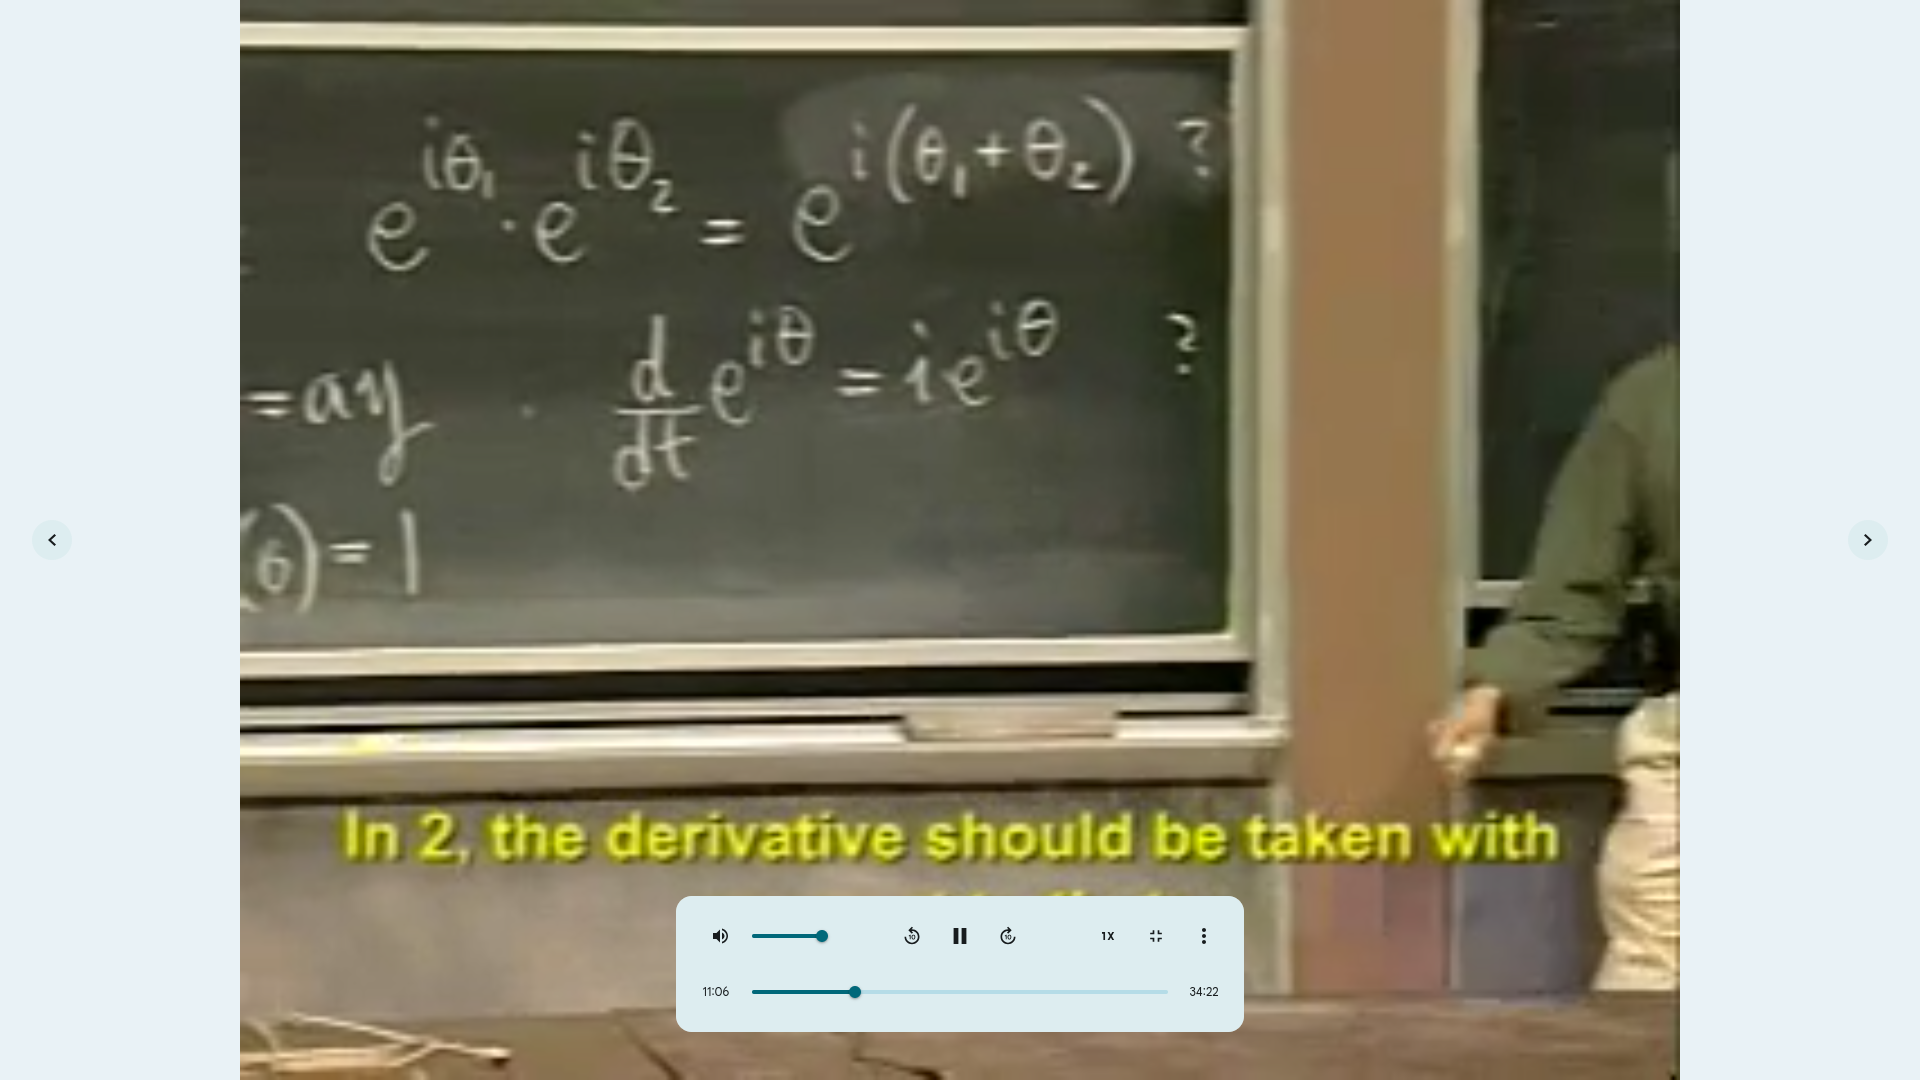 e^{iθ₁} · e^{iθ₂} = e^{i(θ₁+θ₂)} ?
=ay · d/dt e^{iθ} = ie^{iθ} ?
(0)=1
In 2, the derivative should be taken with
1X
11:06 34:22